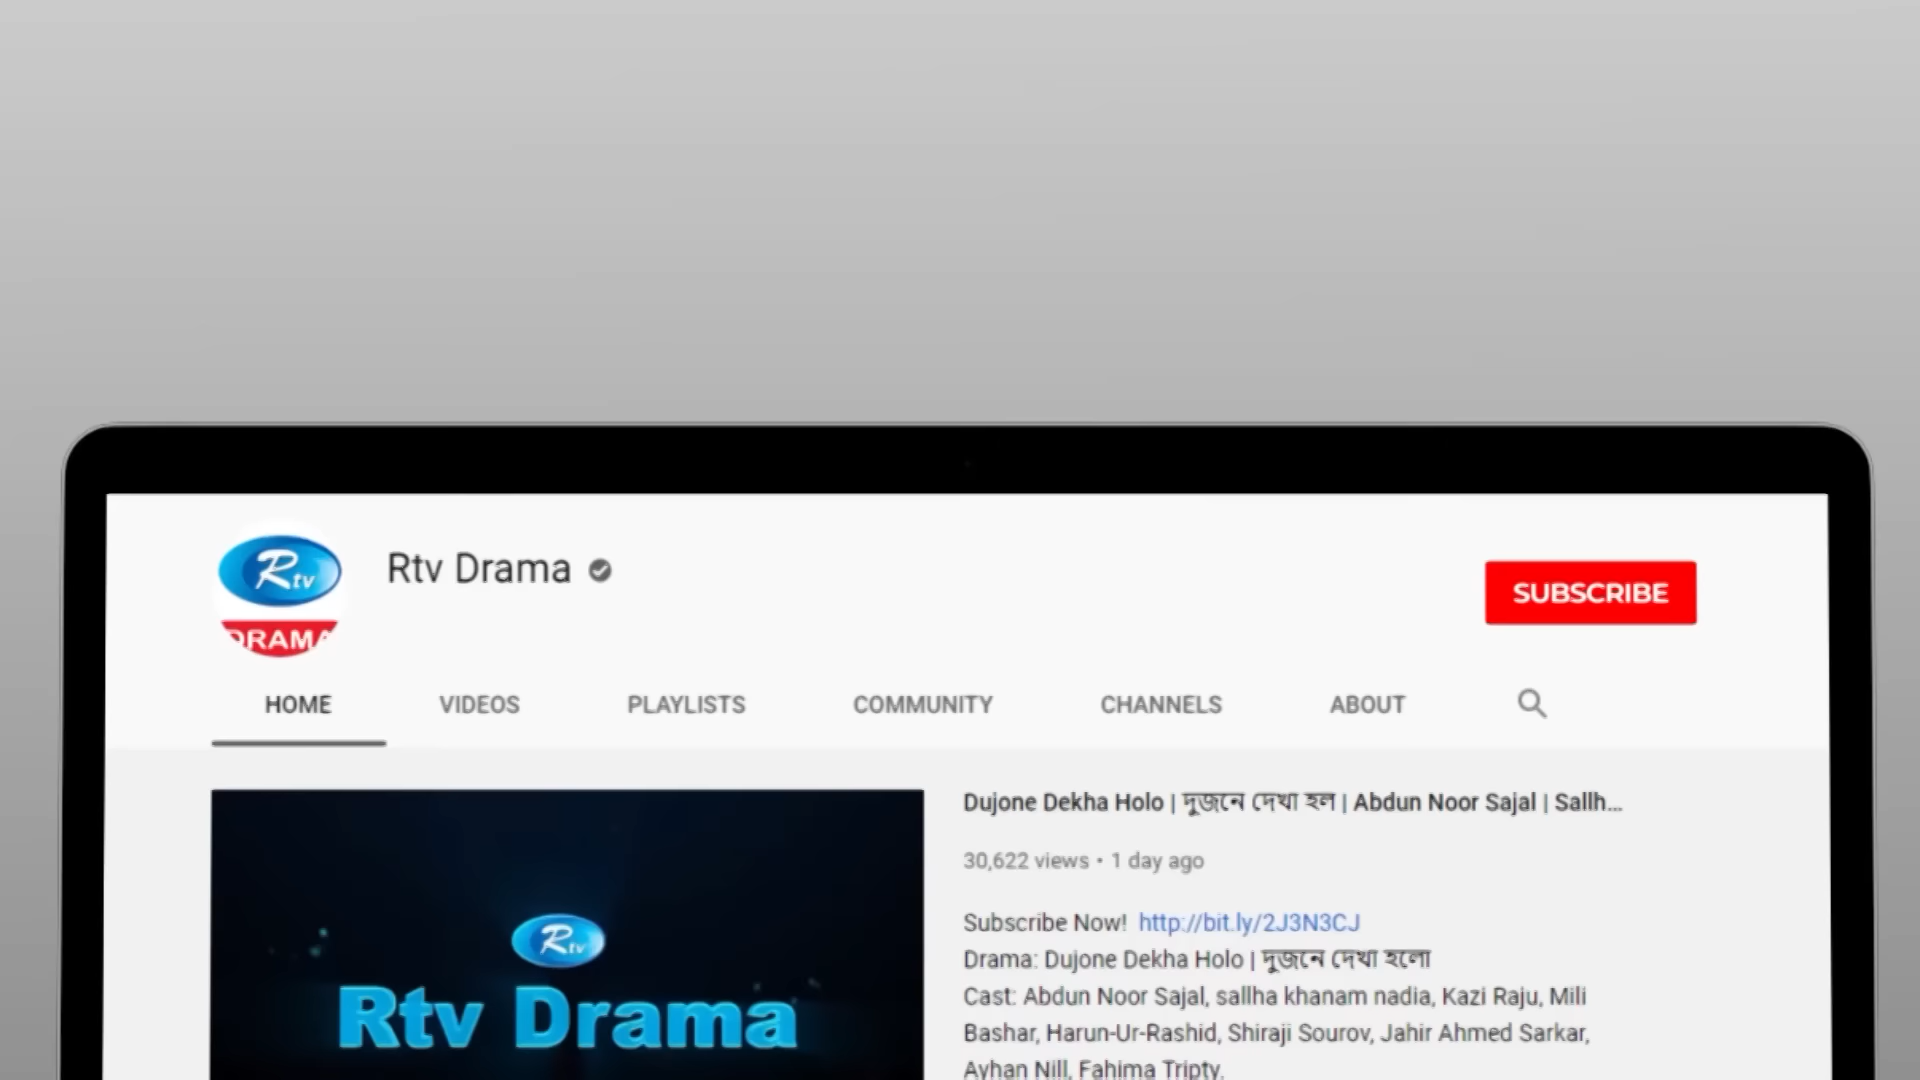 Rtv
DRAMA
Rtv Drama
SUBSCRIBE
HOME VIDEOS PLAYLISTS COMMUNITY CHANNELS ABOUT
Dujone Dekha Holo | দুজনে দেখা হল | Abdun Noor Sajal | Sallh...
30,622 views • 1 day ago
Subscribe Now! http://bit.ly/2J3N3CJ
Drama: Dujone Dekha Holo | দুজনে দেখা হলো
Cast: Abdun Noor Sajal, sallha khanam nadia, Kazi Raju, Mili
Bashar, Harun-Ur-Rashid, Shiraji Sourov, Jahir Ahmed Sarkar,
Ayhan Nill, Fahima Tripty.
Rtv
Rtv Drama